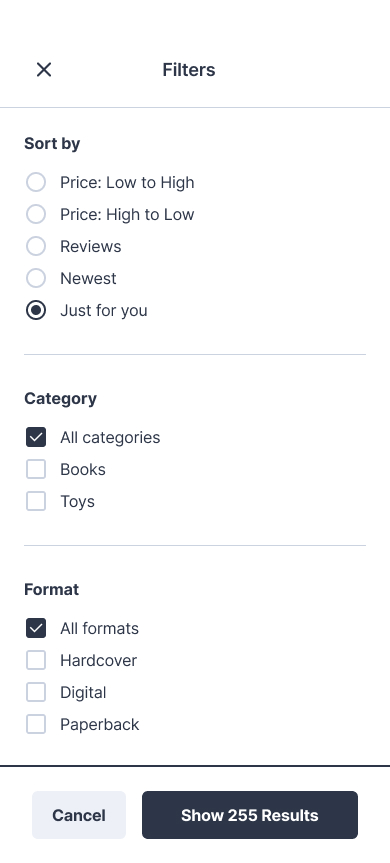 Filters
Sort by
Price: Low to High
Price: High to Low
Reviews
Newest
Just for you
Category
All categories
Books
Toys
Format
All formats
Hardcover
Digital
Paperback
Cancel
Show 255 Results